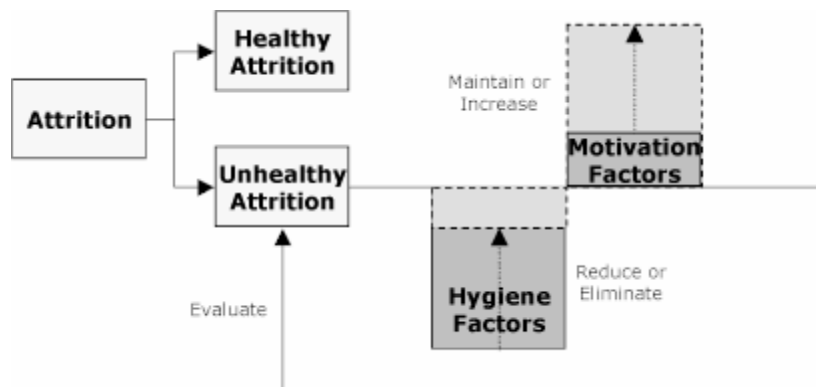 Attrition
Healthy
Attrition
Unhealthy
Attrition
Evaluate
Maintain or
Increase
Motivation
Factors
Hygiene
Factors
Reduce or
Eliminate